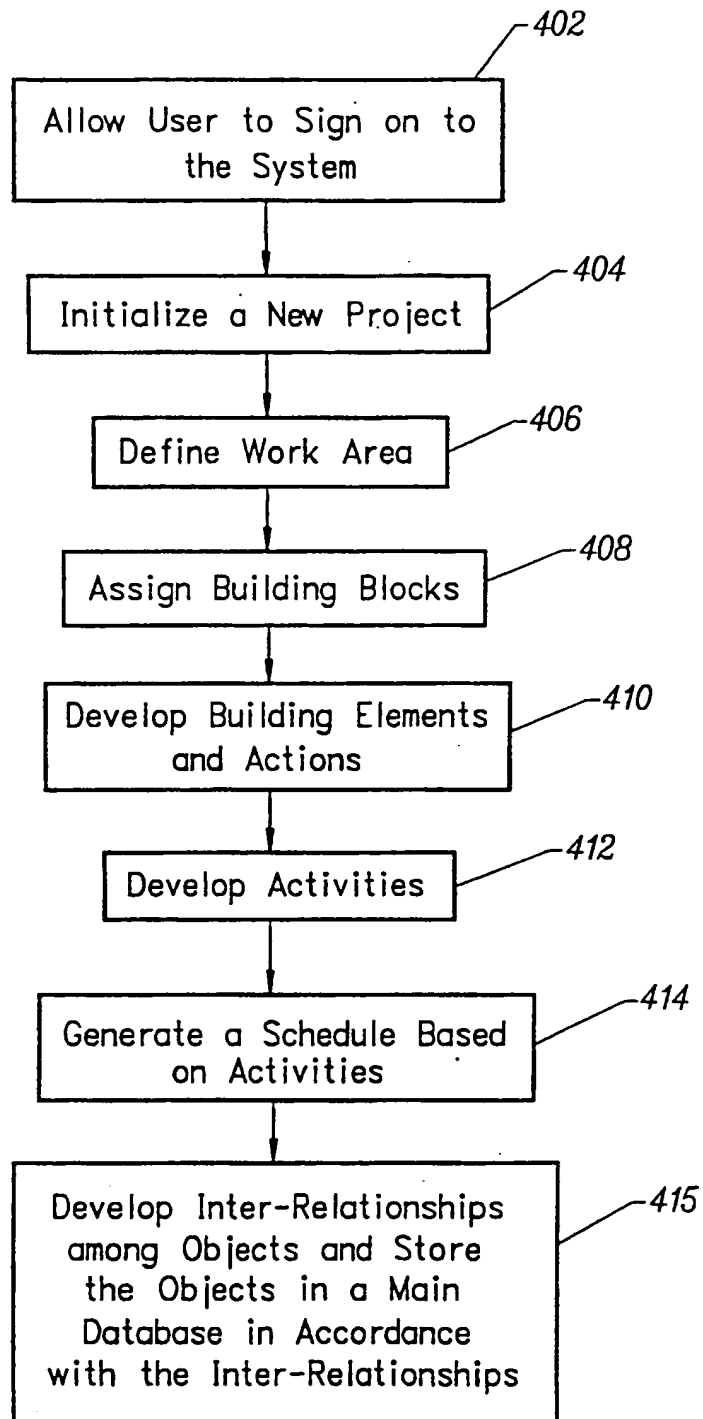 402
Allow User to Sign on to
the System
404
Initialize a New Project
406
Define Work Area
408
Assign Building Blocks
410
Develop Building Elements
and Actions
412
Develop Activities
414
Generate a Schedule Based
on Activities
415
Develop Inter-Relationships
among Objects and Store
the Objects in a Main
Database in Accordance
with the Inter-Relationships